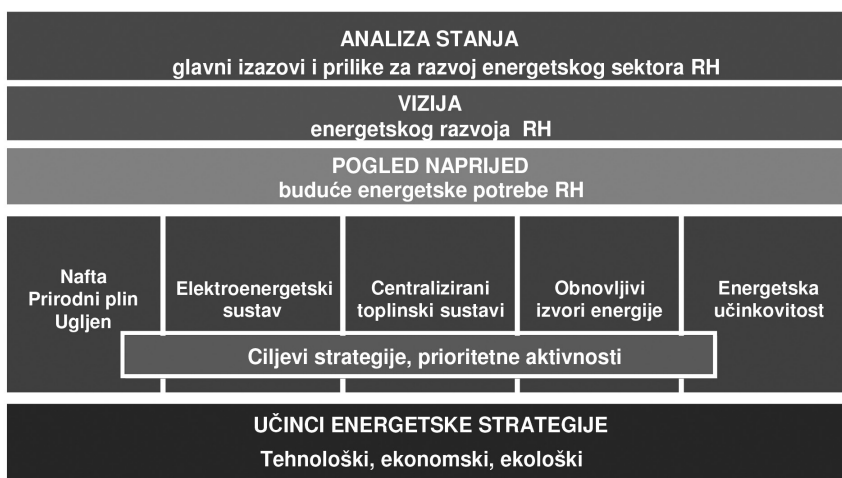 ANALIZA STANJA
glavni izazovi i prilike za razvoj energetskog sektora RH
VIZIJA
energetskog razvoja RH
POGLED NAPRIJED
buduće energetske potrebe RH
Nafta
Prirodni plin
Ugljen
Elektroenergetski
sustav
Centralizirani
toplinski sustavi
Obnovljivi
izvori energije
Energetska
učinkovitost
Ciljevi strategije, prioritetne aktivnosti
UČINCI ENERGETSKE STRATEGIJE
Tehnološki, ekonomski, ekološki